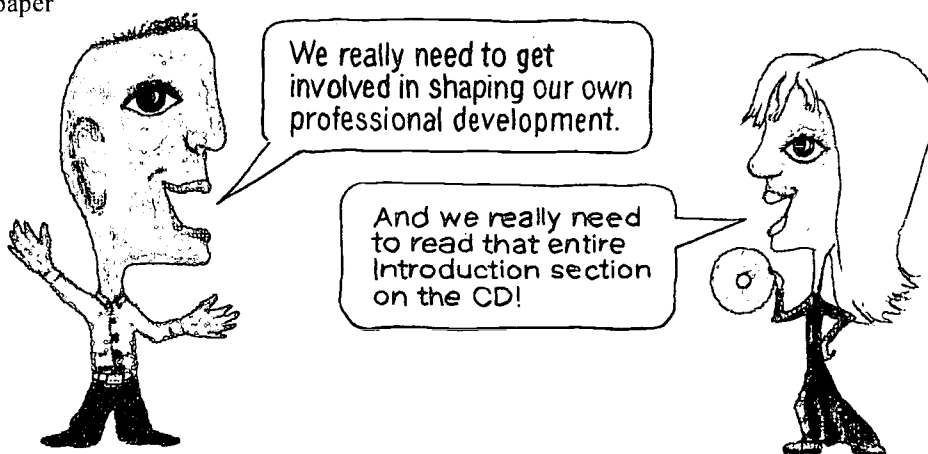 paper
We really need to get
involved in shaping our own
professional development.
And we really need
to read that entire
Introduction section
on the CD!